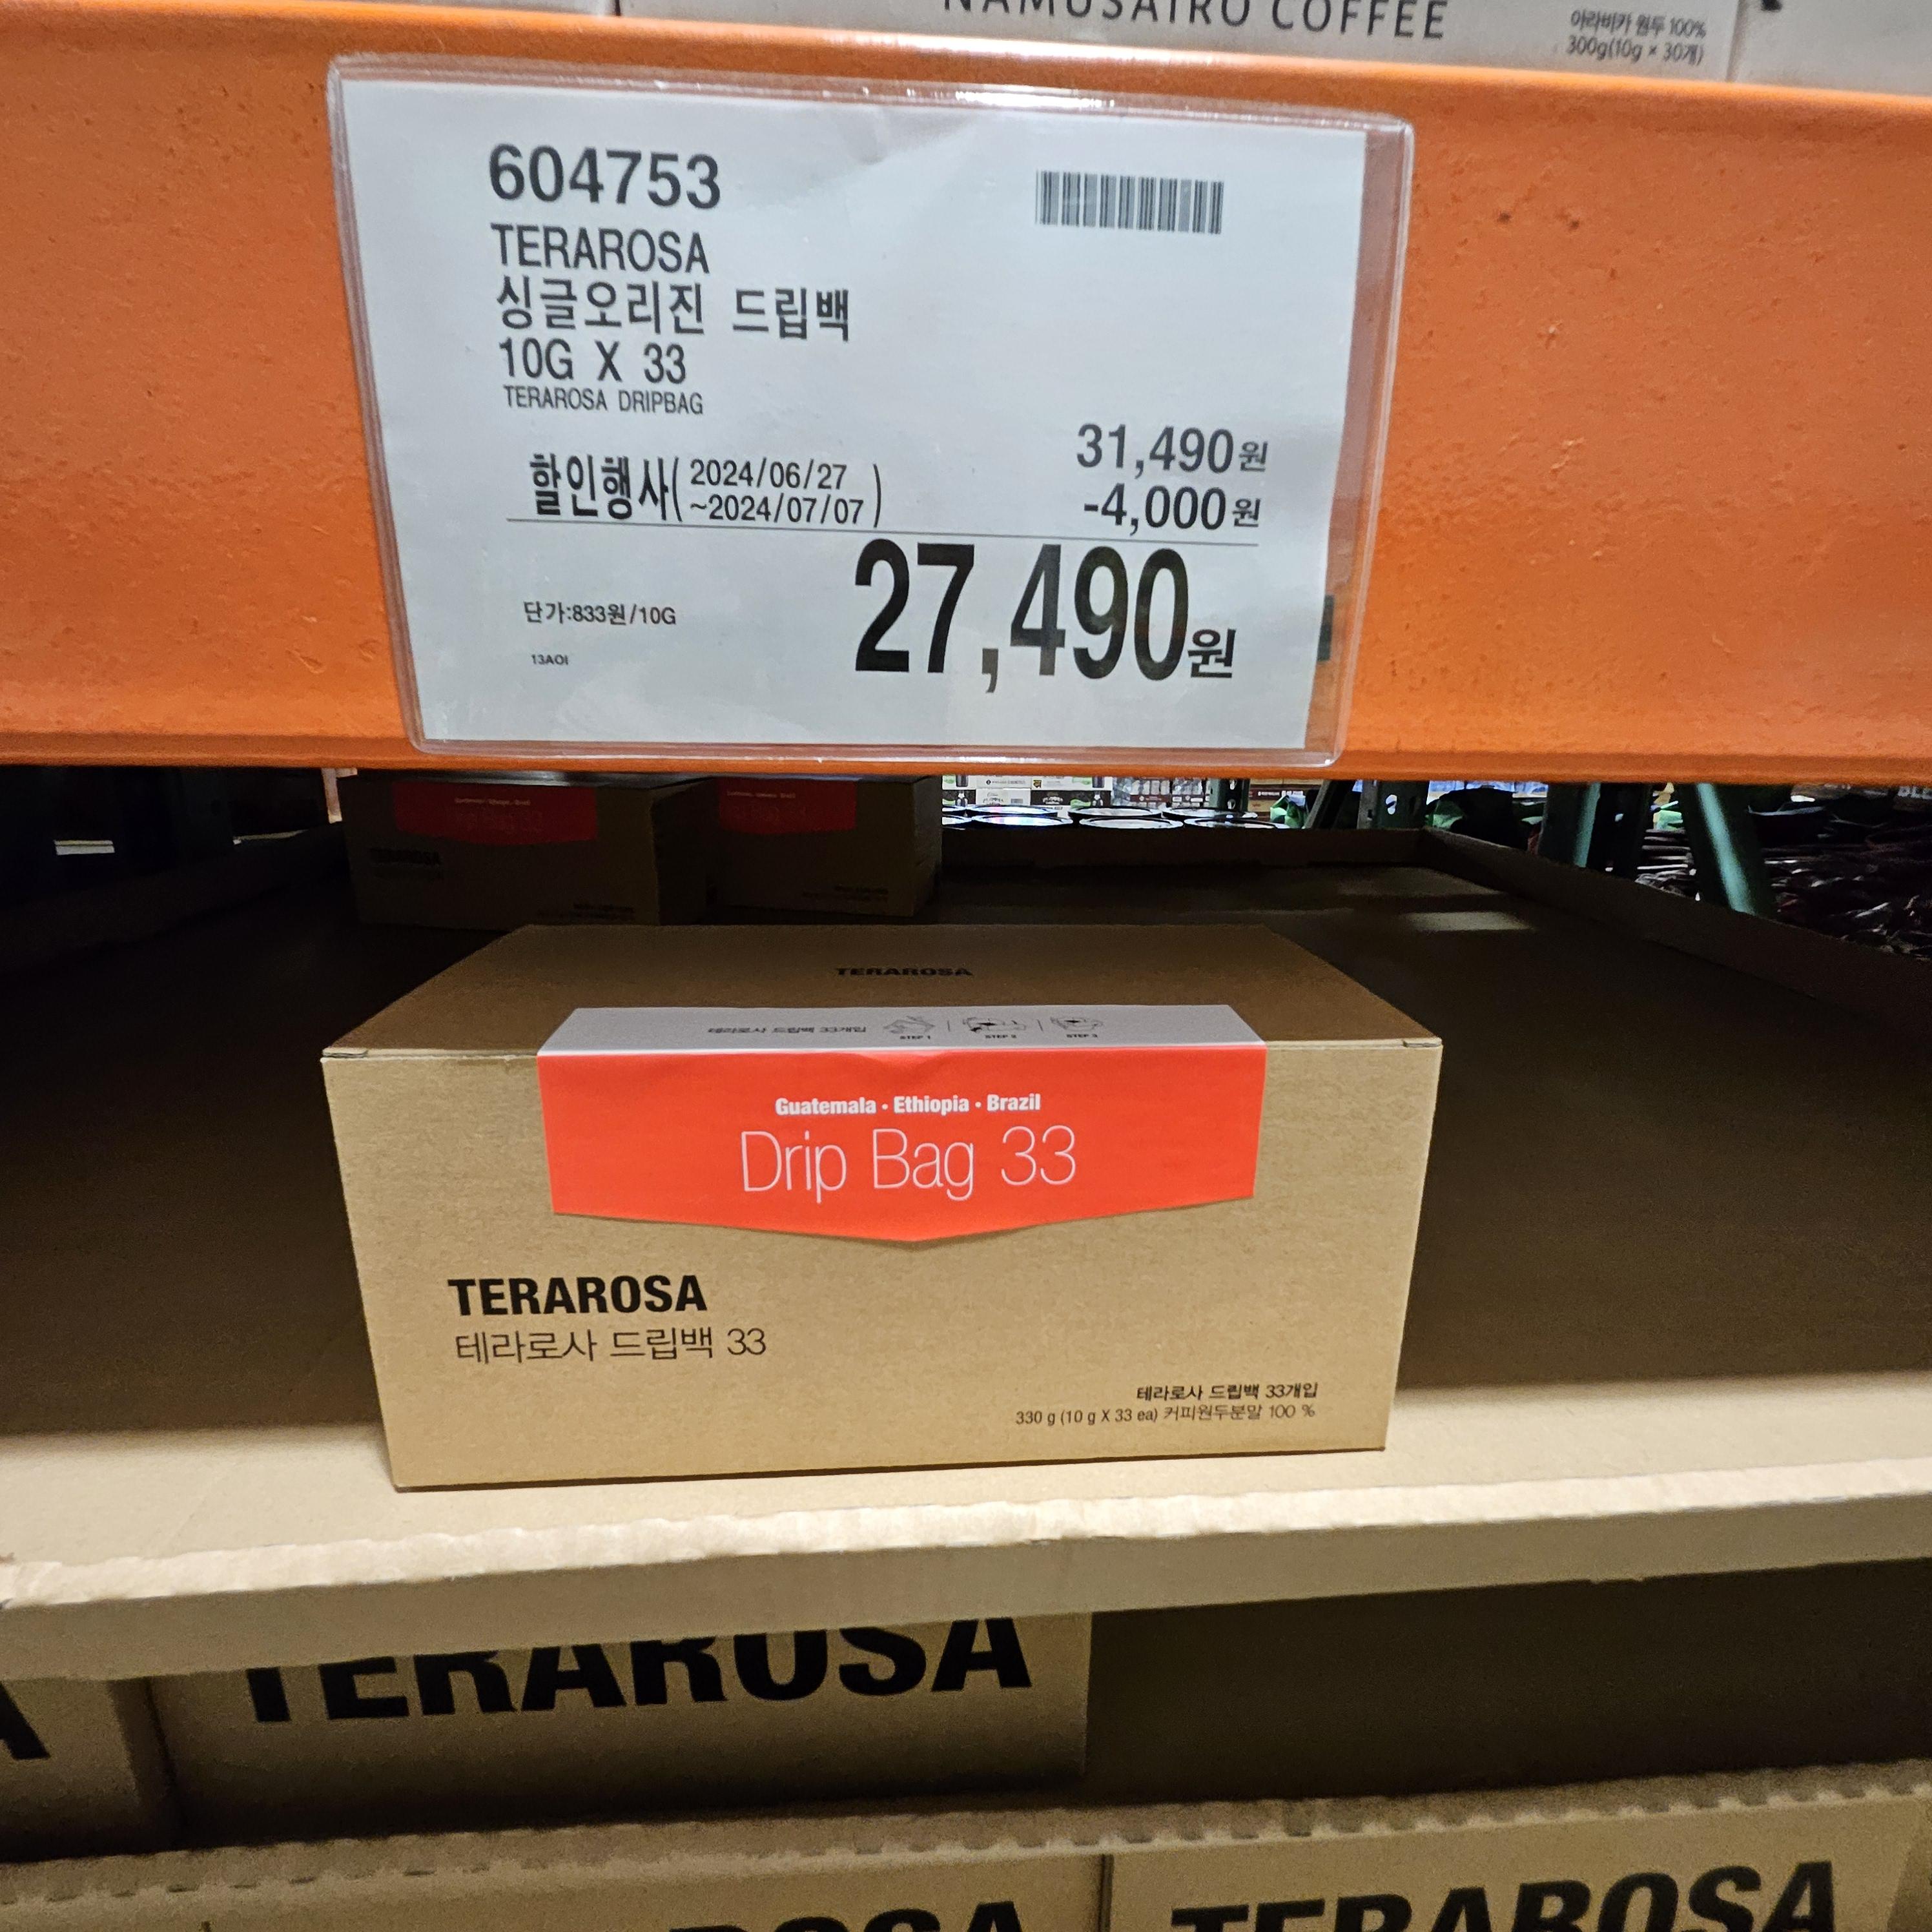 NAMUSAIRO COFFEE
아라비카 원두 100%
300g(10g × 30개)
604753
TERAROSA
싱글오리진 드립백
10G X 33
TERAROSA DRIPBAG
31,490원
할인행사( 2024/06/27 ~2024/07/07 )
-4,000원
27,490원
단가:833원/10G
13AOI
TERAROSA
테라로사 드립백 33개입
STEP 1
STEP 2
STEP 3
Guatemala · Ethiopia · Brazil
Drip Bag 33
TERAROSA
테라로사 드립백 33
테라로사 드립백 33개입
330 g (10 g X 33 ea) 커피원두분말 100 %
TERAROSA
TERAROSA